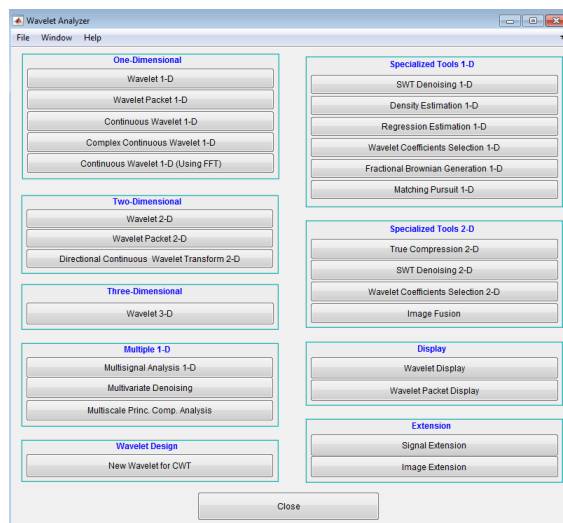 Wavelet Analyzer
File Window Help
One-Dimensional
Wavelet 1-D
Wavelet Packet 1-D
Continuous Wavelet 1-D
Complex Continuous Wavelet 1-D
Continuous Wavelet 1-D (Using FFT)
Two-Dimensional
Wavelet 2-D
Wavelet Packet 2-D
Directional Continuous Wavelet Transform 2-D
Three-Dimensional
Wavelet 3-D
Multiple 1-D
Multisignal Analysis 1-D
Multivariate Denoising
Multiscale Princ. Comp. Analysis
Wavelet Design
New Wavelet for CWT
Specialized Tools 1-D
SWT Denoising 1-D
Density Estimation 1-D
Regression Estimation 1-D
Wavelet Coefficients Selection 1-D
Fractional Brownian Generation 1-D
Matching Pursuit 1-D
Specialized Tools 2-D
True Compression 2-D
SWT Denoising 2-D
Wavelet Coefficients Selection 2-D
Image Fusion
Display
Wavelet Display
Wavelet Packet Display
Extension
Signal Extension
Image Extension
Close